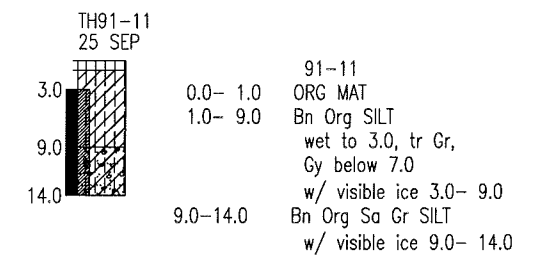 TH91-11
25 SEP
3.0
9.0
14.0
91-11
0.0- 1.0 ORG MAT
1.0- 9.0 Bn Org SILT
wet to 3.0, tr Gr,
Gy below 7.0
w/ visible ice 3.0- 9.0
9.0-14.0 Bn Org Sa Gr SILT
w/ visible ice 9.0- 14.0